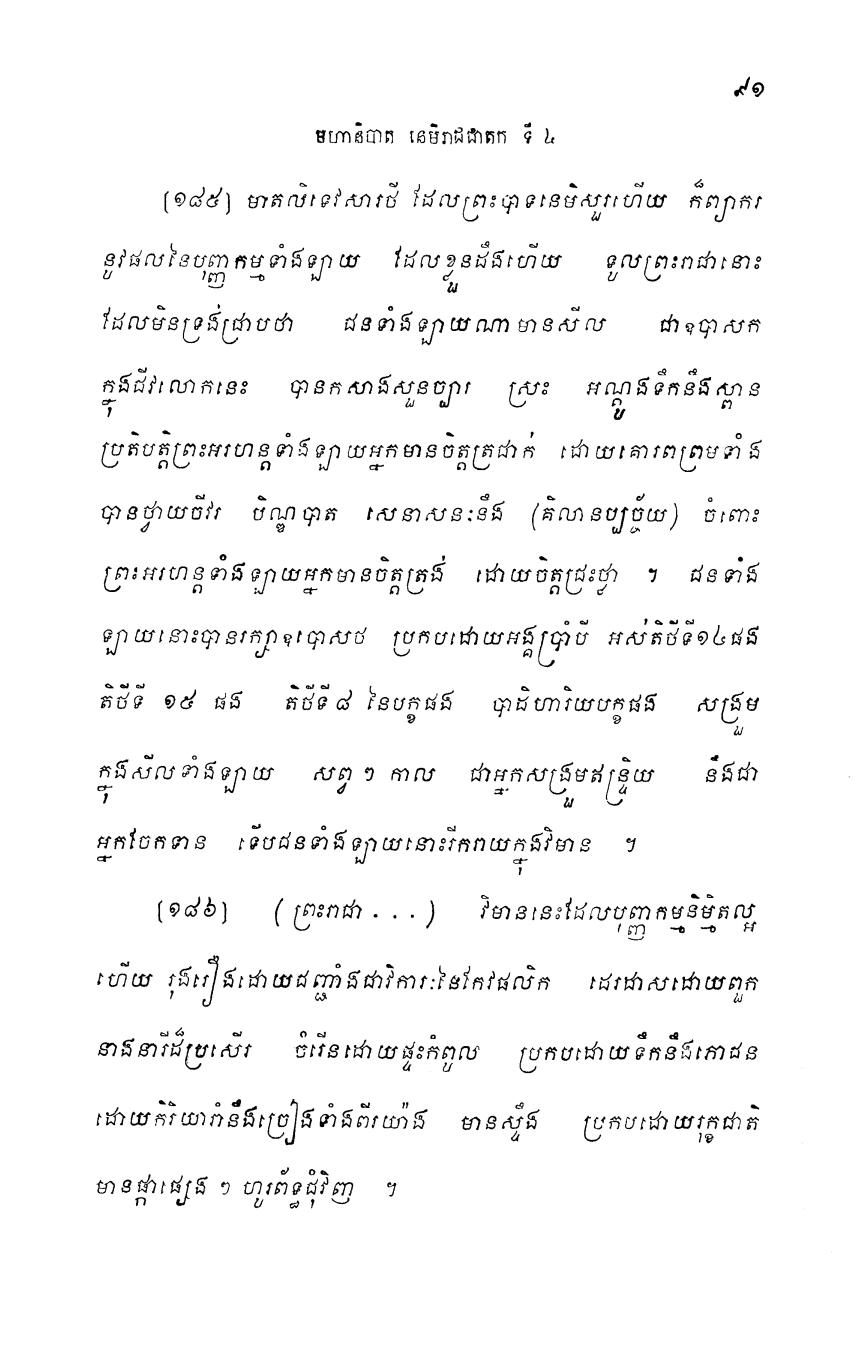 ៩១
មហានិបាត នេមិរាជជាតក ទី ៤
[១៨៥] មាតលិទេវសារថី ដែលព្រះបាទនេមិសួរហើយ ក៏ព្យាករ
នូវផលនៃបុញ្ញកម្មទាំងឡាយ ដែលខ្លួនដឹងហើយ ទូលព្រះរាជានោះ
ដែលមិនទ្រង់ជ្រាបថា ជនទាំងឡាយណាមានសីល ជាឧបាសក
ក្នុងជីវលោកនេះ បានកសាងសួនច្បារ ស្រះ អណ្តូងទឹកនឹងស្ពាន
ប្រតិបត្តិព្រះអរហន្តទាំងឡាយអ្នកមានចិត្តត្រជាក់ ដោយគោរពព្រមទាំង
បានថ្វាយចីវរ បិណ្ឌបាត សេនាសនៈនឹង (គិលានប្បច្ច័យ) ចំពោះ
ព្រះអរហន្តទាំងឡាយអ្នកមានចិត្តត្រង់ ដោយចិត្តជ្រះថ្លា ។ ជនទាំង
ឡាយនោះបានរក្សាឧបោសថ ប្រកបដោយអង្គប្រាំបី អស់តិថីទី១៤ផង
តិថីទី ១៥ ផង តិថីទី៨ នៃបក្ខផង បាដិហារិយបក្ខផង សង្រួម
ក្នុងសីលទាំងឡាយ សព្វ ៗ កាល ជាអ្នកសង្រួមឥន្ទ្រិយ នឹងជា
អ្នកចែកទាន ទើបជនទាំងឡាយនោះរីករាយក្នុងវិមាន ។
[១៨៦] (ព្រះរាជា . . .) វិមាននេះដែលបុញ្ញកម្មនិម្មិតល្អ
ហើយ រុងរឿងដោយជញ្ជាំងជាវិការៈនៃកែវផលិក ដេរដាសដោយពួក
នាងនារីដ៏ប្រសើរ ចំរើនដោយផ្ទះកំពូល ប្រកបដោយទឹកនឹងភោជន
ដោយកិរិយារាំនឹងច្រៀងទាំងពីរយ៉ាង មានស្ទឹង ប្រកបដោយរុក្ខជាតិ
មានផ្កាផ្សេង ៗ ហូរព័ទ្ធជុំវិញ ។